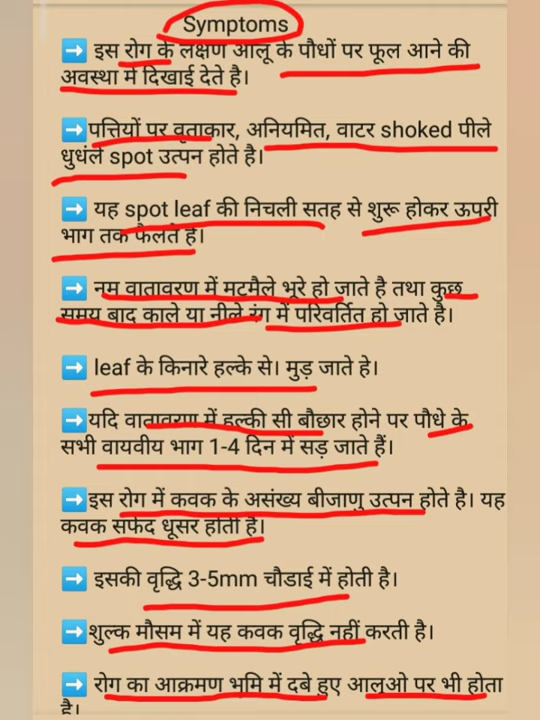 Symptoms
➡️ इस रोग के लक्षण आलू के पौधों पर फूल आने की
अवस्था में दिखाई देते है।
➡️पत्तियों पर वृताकार, अनियमित, वाटर shoked पीले
धुधंले spot उत्पन होते है।
➡️ यह spot leaf की निचली सतह से शुरू होकर ऊपरी
भाग तक फैलते है।
➡️ नम वातावरण में मटमैले भूरे हो जाते है तथा कुछ
समय बाद काले या नीले रंग में परिवर्तित हो जाते है।
➡️ leaf के किनारे हल्के से। मुड़ जाते हे।
➡️यदि वातावरण में हल्की सी बौछार होने पर पौधे के
सभी वायवीय भाग 1-4 दिन में सड़ जाते हैं।
➡️इस रोग में कवक के असंख्य बीजाणु उत्पन होते है। यह
कवक सफेद धूसर होती है।
➡️ इसकी वृद्धि 3-5mm चौडाई में होती है।
➡️शुल्क मौसम में यह कवक वृद्धि नहीं करती है।
➡️ रोग का आक्रमण भूमि में दबे हुए आलूओ पर भी होता
है।